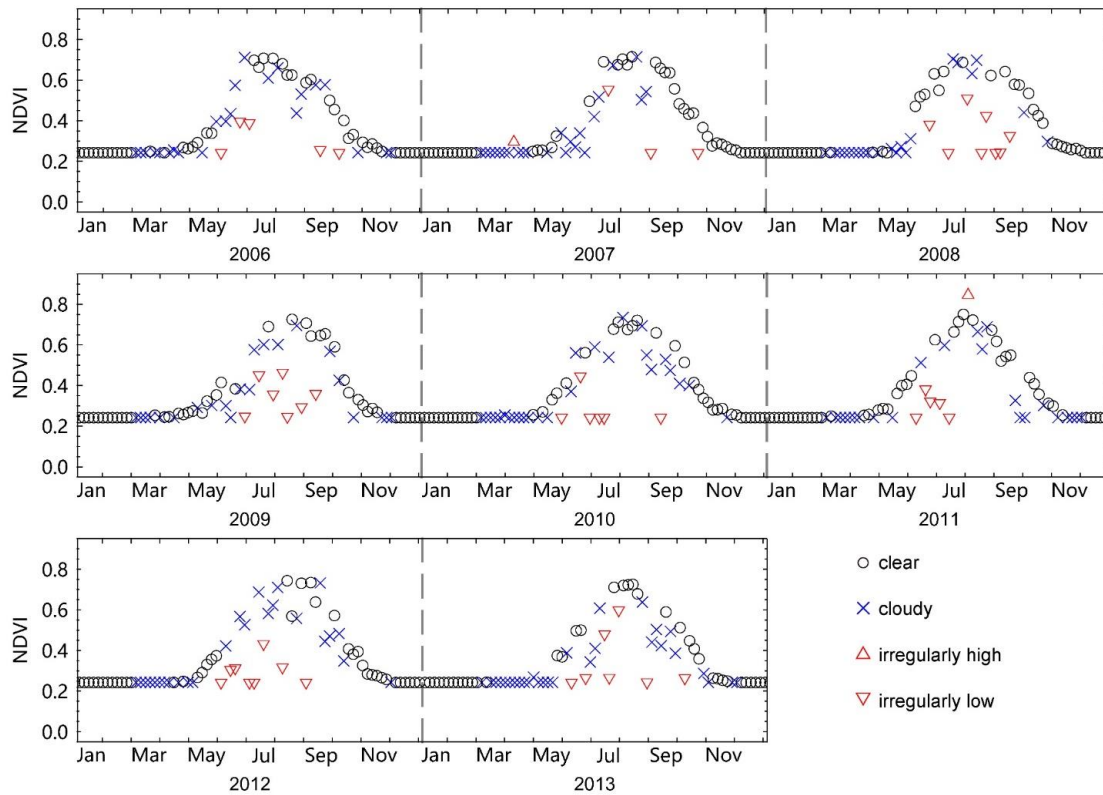 NDVI
0.8
0.6
0.4
0.2
0.0
Jan Mar May Jul Sep Nov Jan Mar May Jul Sep Nov Jan Mar May Jul Sep Nov
2006 2007 2008
NDVI
0.8
0.6
0.4
0.2
0.0
Jan Mar May Jul Sep Nov Jan Mar May Jul Sep Nov Jan Mar May Jul Sep Nov
2009 2010 2011
NDVI
0.8
0.6
0.4
0.2
0.0
Jan Mar May Jul Sep Nov Jan Mar May Jul Sep Nov
2012 2013
clear
cloudy
irregularly high
irregularly low